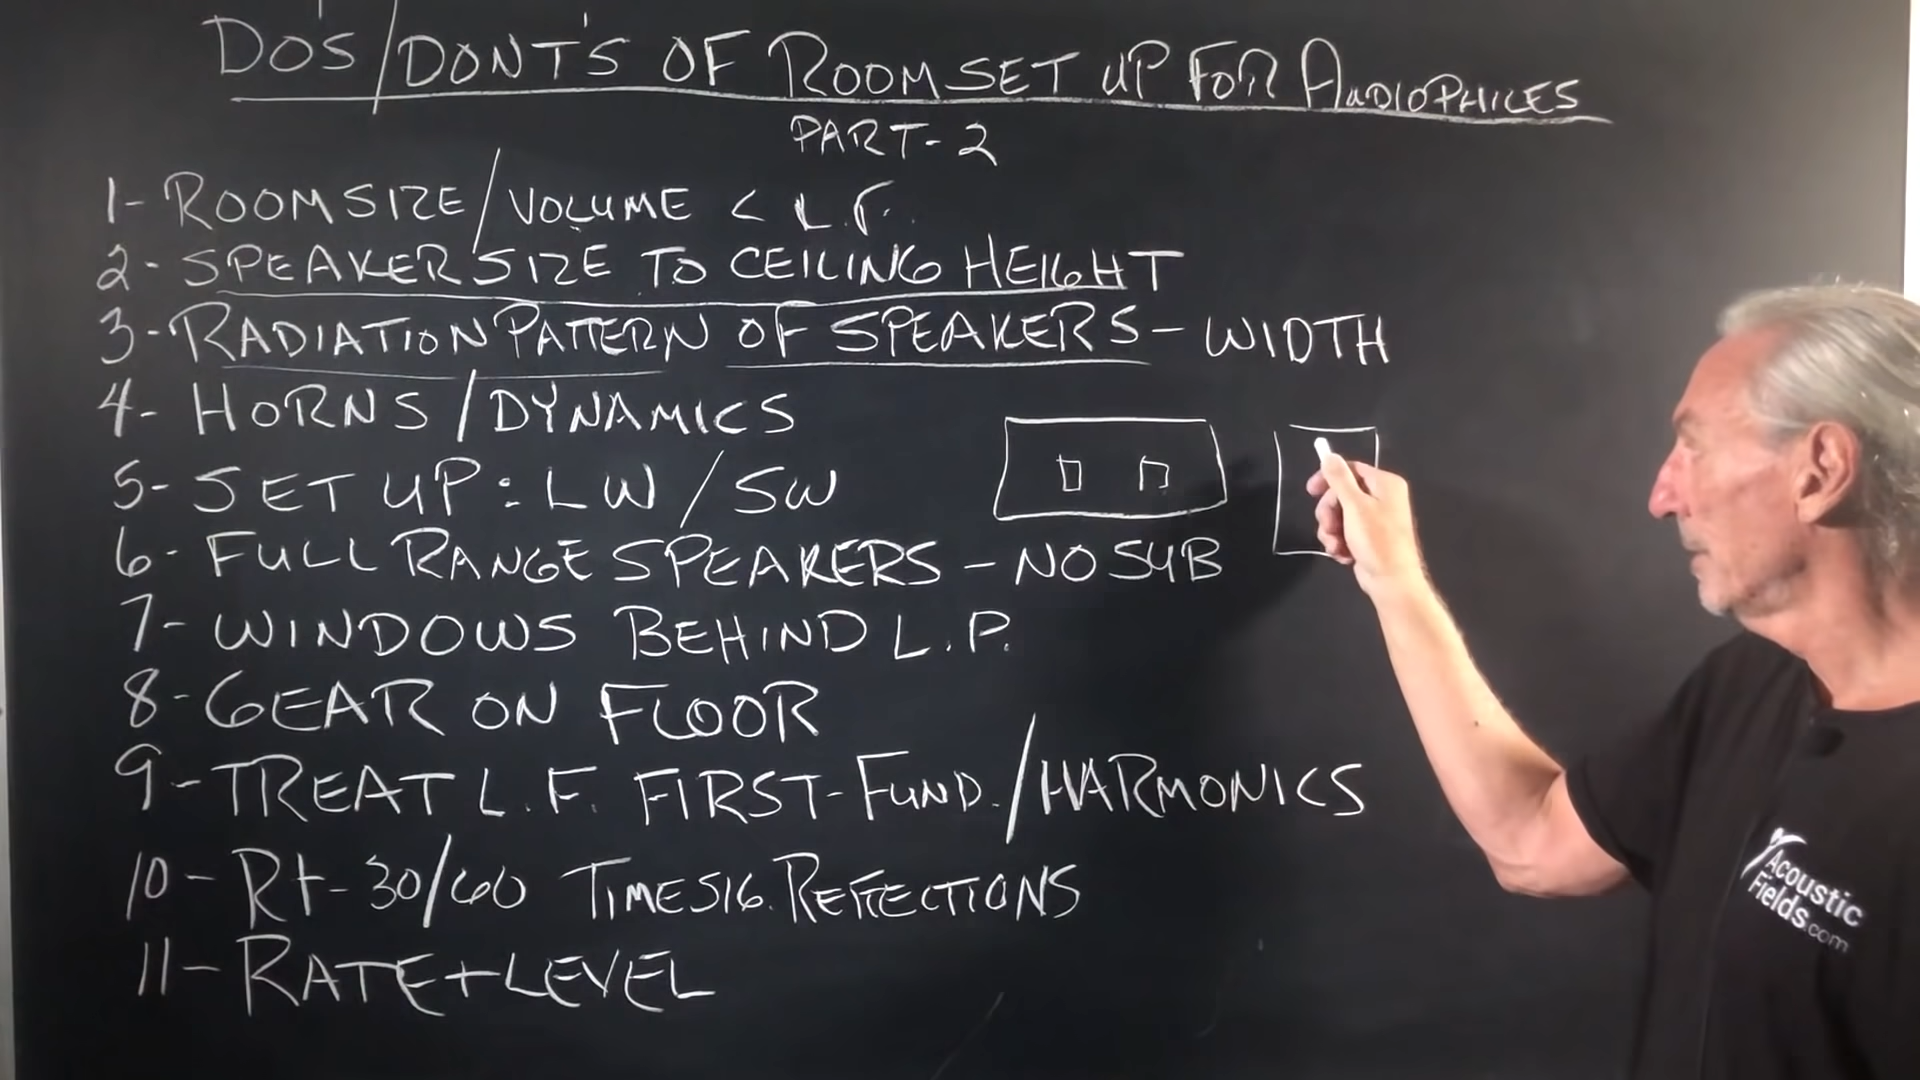 DO'S/DONT'S OF ROOM SET UP FOR AUDIOPHILES
PART-2
1- ROOM SIZE/VOLUME < L.F.
2- SPEAKER SIZE TO CEILING HEIGHT
3- RADIATION PATTERN OF SPEAKERS - WIDTH
4- HORNS/DYNAMICS
5- SET UP: LW/SW
6- FULL RANGE SPEAKERS - NO SUB
7- WINDOWS BEHIND L.P.
8- GEAR ON FLOOR
9- TREAT L.F. FIRST- FUND./HARMONICS
10- Rt-30/60 TIME SIG. REFLECTIONS
11- RATE+LEVEL
Acoustic
Fields.com